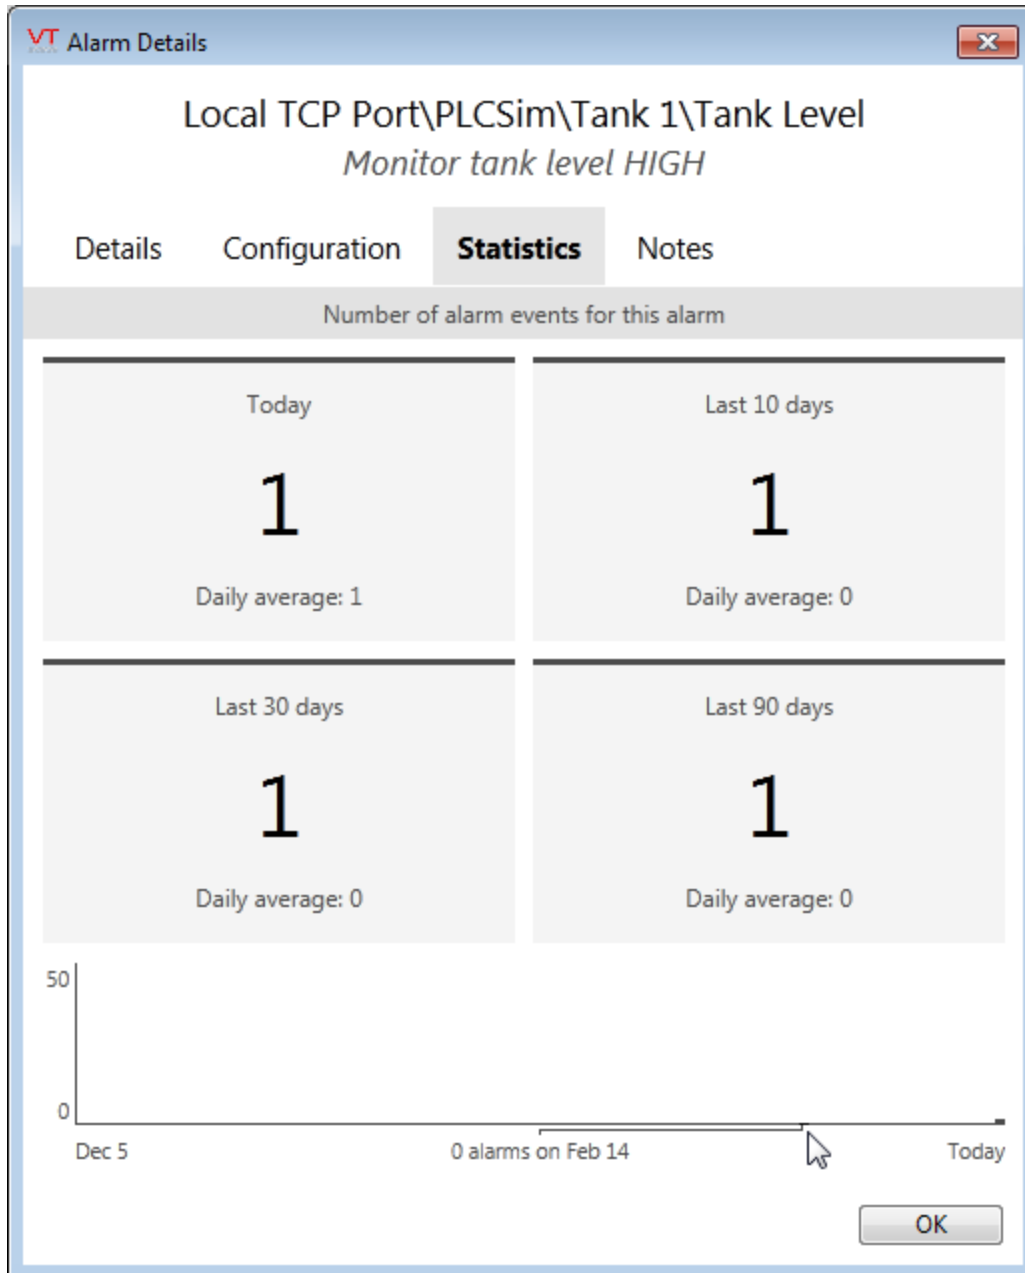 VT Alarm Details
Local TCP Port\PLCSim\Tank 1\Tank Level
Monitor tank level HIGH
Details Configuration Statistics Notes
Number of alarm events for this alarm
Today Last 10 days
1 1
Daily average: 1 Daily average: 0
Last 30 days Last 90 days
1 1
Daily average: 0 Daily average: 0
50
0
Dec 5 0 alarms on Feb 14 Today
OK